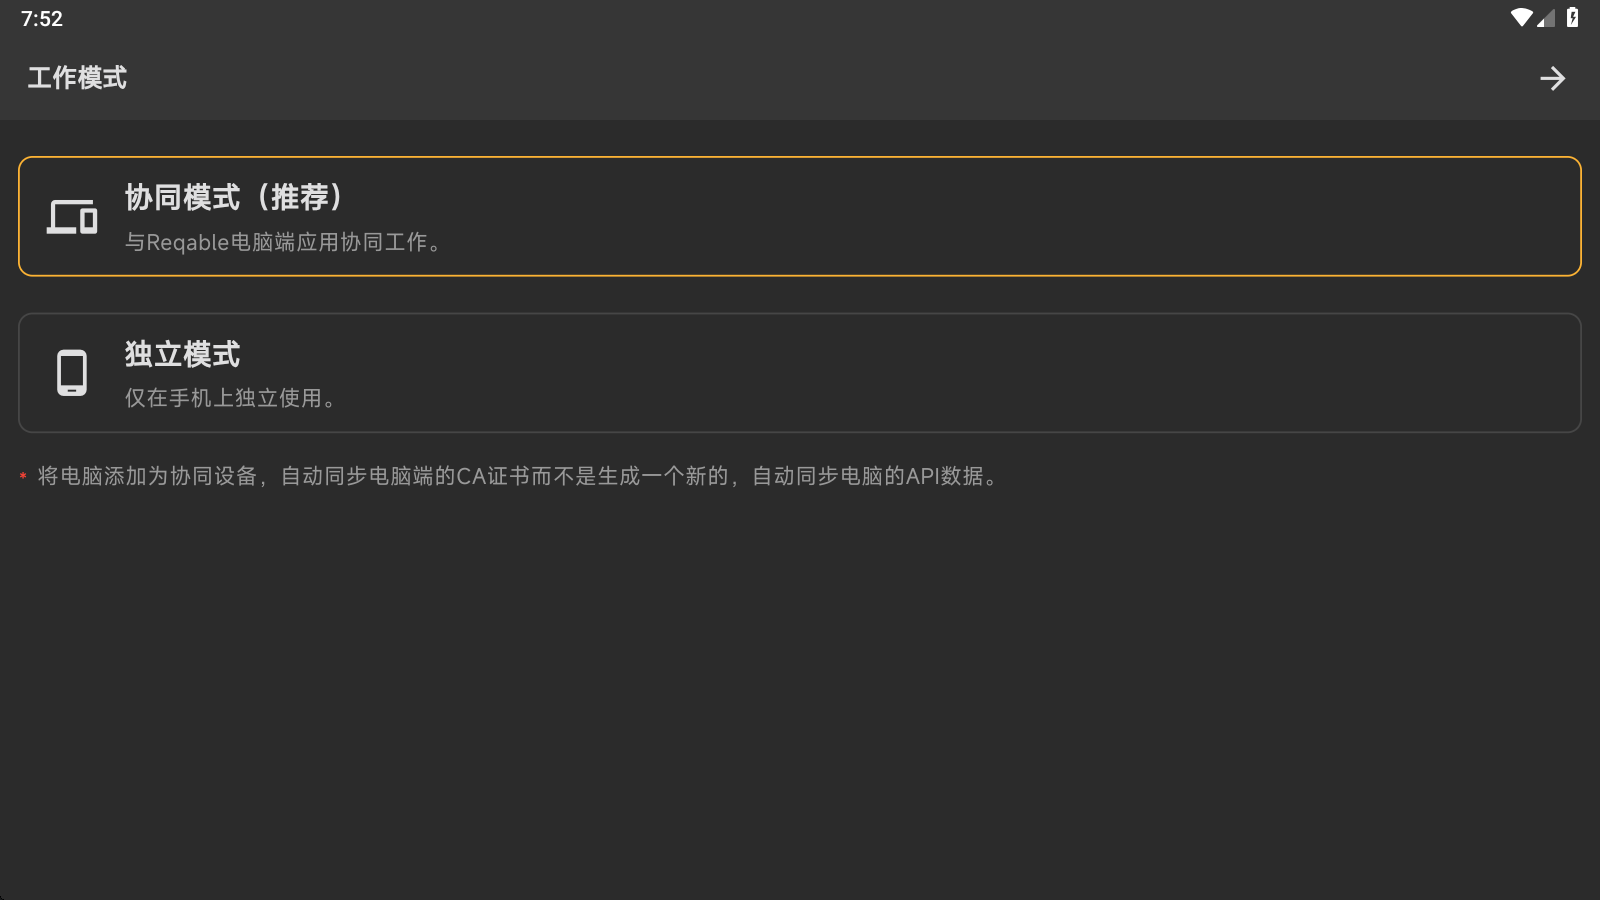 7:52
工作模式
协同模式（推荐）
与Reqable电脑端应用协同工作。
独立模式
仅在手机上独立使用。
* 将电脑添加为协同设备，自动同步电脑端的CA证书而不是生成一个新的，自动同步电脑的API数据。